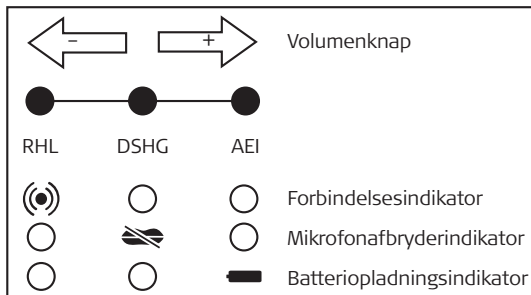 - + Volumenknap
RHL DSHG AEI
Forbindelsesindikator
Mikrofonafbryderindikator
Batteriopladningsindikator